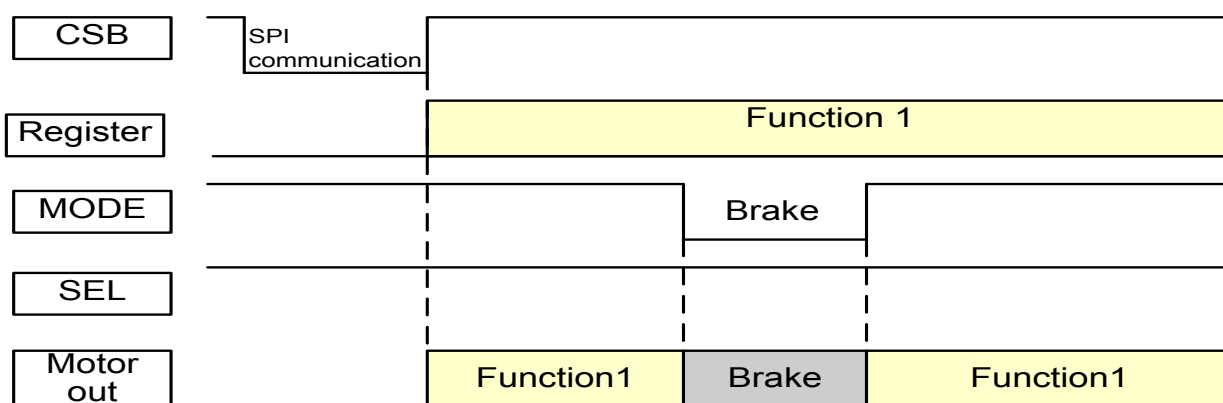 CSB
SPI
communication
Register
Function 1
MODE
Brake
SEL
Motor
out
Function1
Brake
Function1